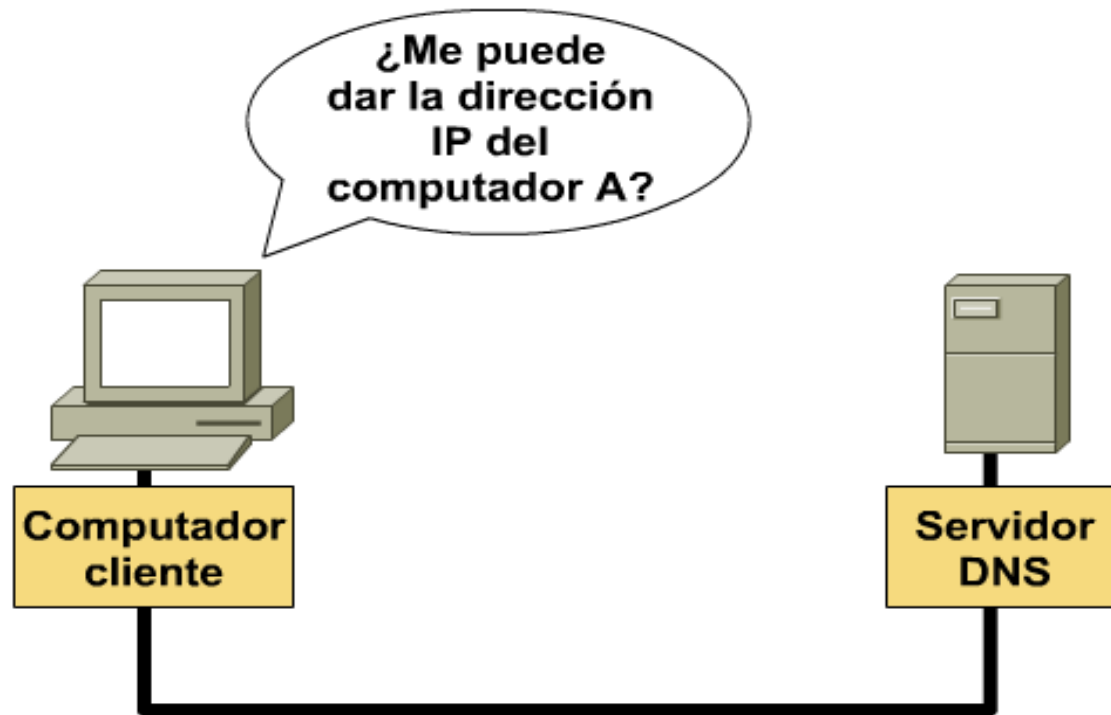 ¿Me puede
dar la dirección
IP del
computador A?
Computador
cliente
Servidor
DNS